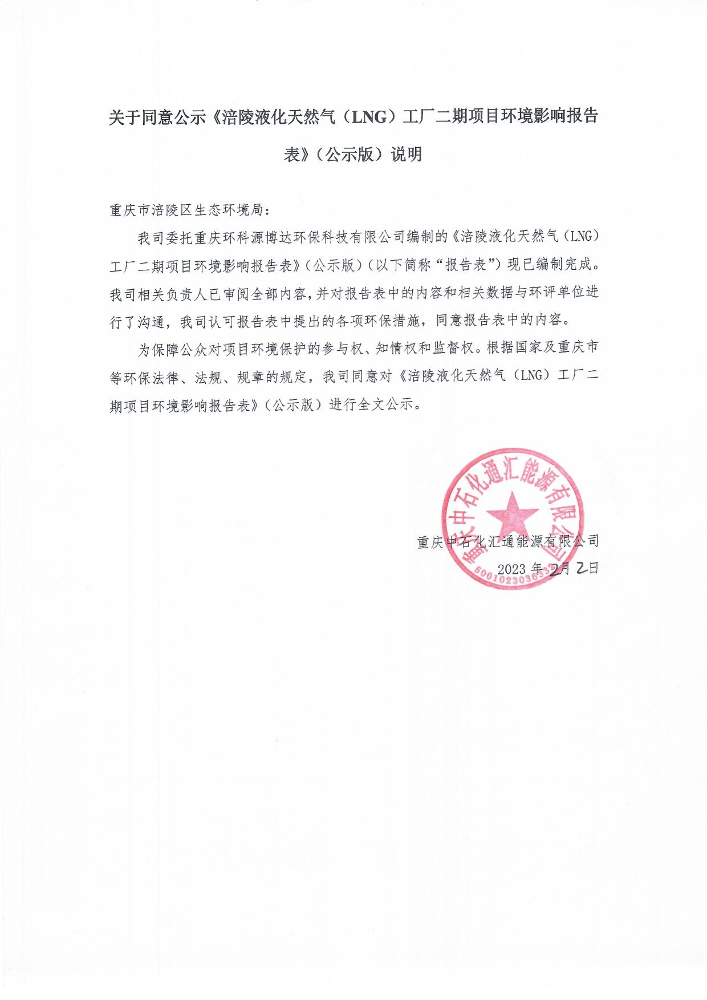 关于同意公示《涪陵液化天然气（LNG）工厂二期项目环境影响报告
表》（公示版）说明
重庆市涪陵区生态环境局：
我司委托重庆环科源博达环保科技有限公司编制的《涪陵液化天然气（LNG）
工厂二期项目环境影响报告表》（公示版）（以下简称“报告表”）现已编制完成。
我司相关负责人已审阅全部内容，并对报告表中的内容和相关数据与环评单位进
行了沟通，我司认可报告表中提出的各项环保措施，同意报告表中的内容。
为保障公众对项目环境保护的参与权、知情权和监督权。根据国家及重庆市
等环保法律、法规、规章的规定，我司同意对《涪陵液化天然气（LNG）工厂二
期项目环境影响报告表》（公示版）进行全文公示。
重庆中石化通汇能源有限公司
重庆中石化汇通能源有限公司
2023 年 2月 2日
5001023036332